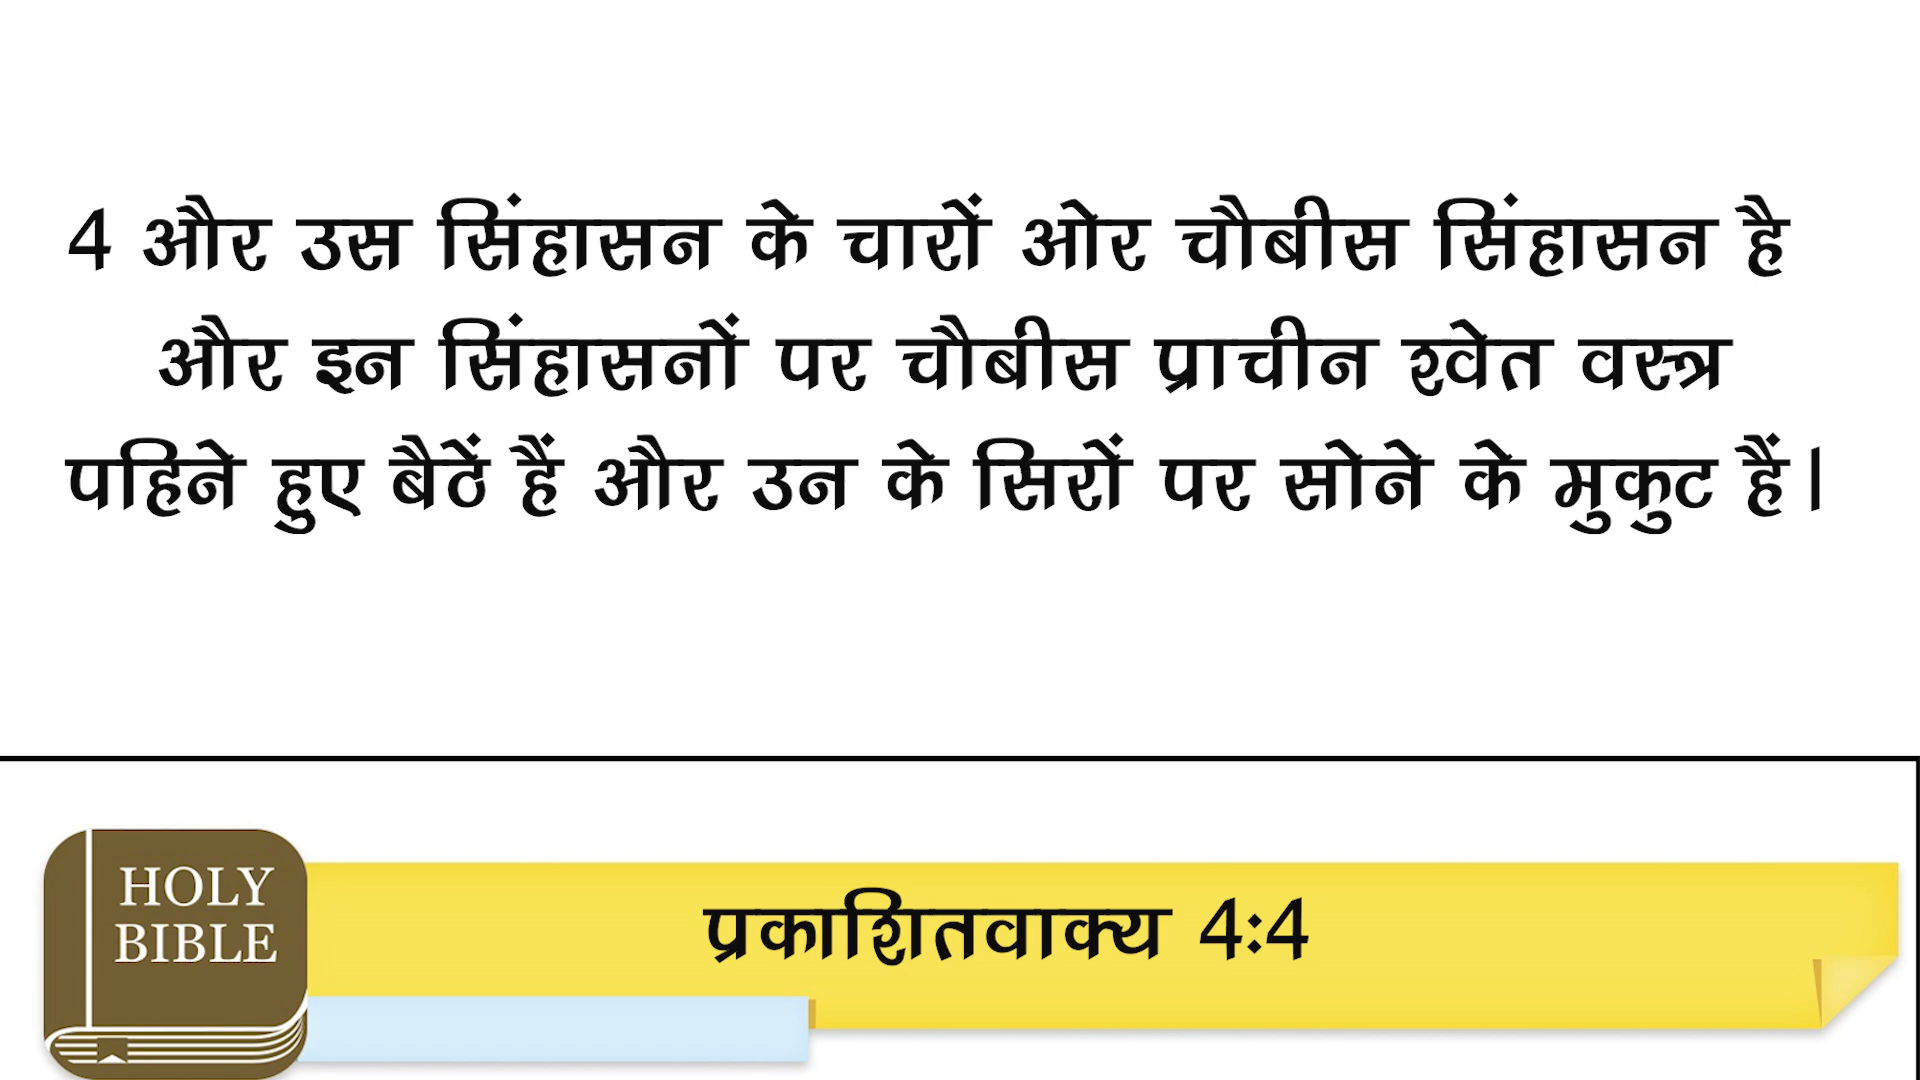 4 और उस सिंहासन के चारों ओर चौबीस सिंहासन है
और इन सिंहासनों पर चौबीस प्राचीन श्वेत वस्त्र
पहिने हुए बैठें हैं और उन के सिरों पर सोने के मुकुट हैं।
HOLY
BIBLE
प्रकाशितवाक्य 4:4